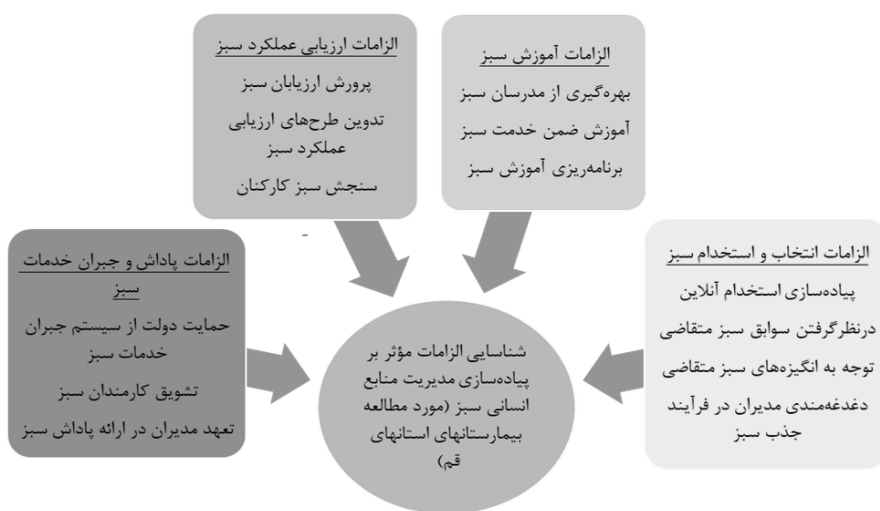 الزامات ارزیابی عملکرد سبز
پرورش ارزیابان سبز
تدوین طرح‌های ارزیابی
عملکرد سبز
سنجش سبز کارکنان
الزامات آموزش سبز
بهره‌گیری از مدرسان سبز
آموزش ضمن خدمت سبز
برنامه‌ریزی آموزش سبز
الزامات انتخاب و استخدام سبز
پیاده‌سازی استخدام آنلاین
درنظرگرفتن سوابق سبز متقاضی
توجه به انگیزه‌های سبز متقاضی
دغدغه‌مندی مدیران در فرآیند
جذب سبز
الزامات پاداش و جبران خدمات
سبز
حمایت دولت از سیستم جبران
خدمات سبز
تشویق کارمندان سبز
تعهد مدیران در ارائه پاداش سبز
شناسایی الزامات مؤثر بر
پیاده‌سازی مدیریت منابع
انسانی سبز (مورد مطالعه
بیمارستانهای استانهای
قم)